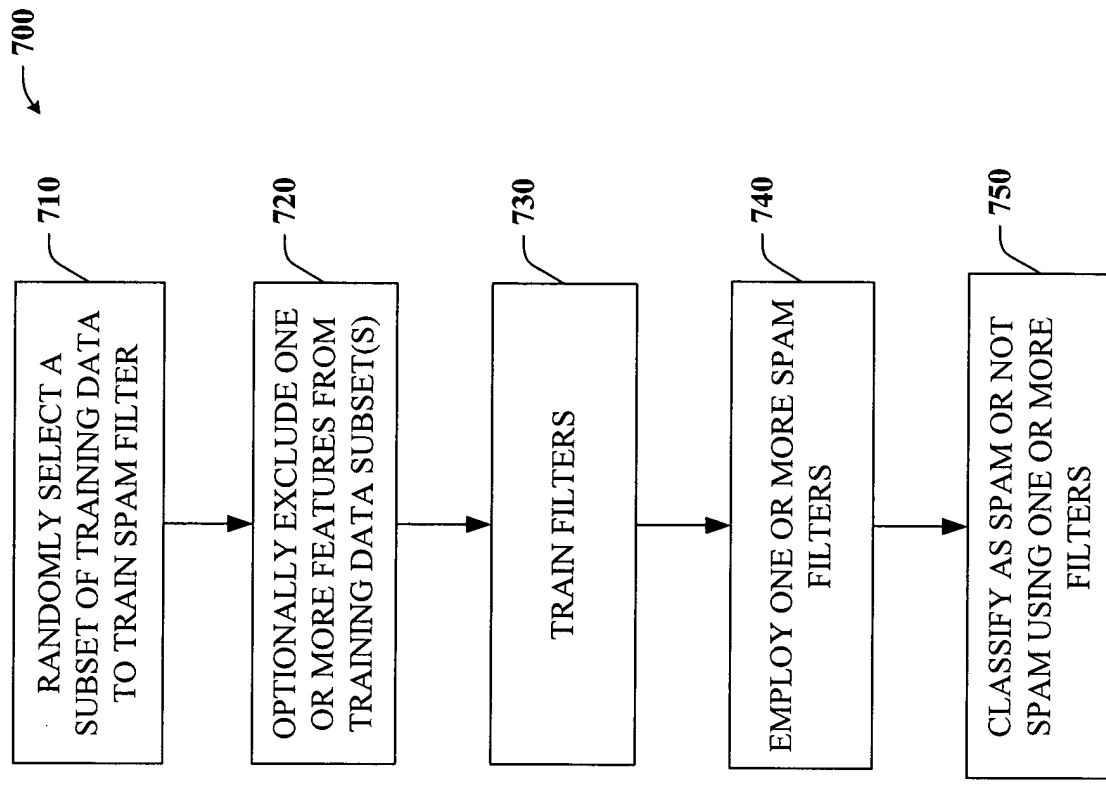 700
710
RANDOMLY SELECT A
SUBSET OF TRAINING DATA
TO TRAIN SPAM FILTER
720
OPTIONALLY EXCLUDE ONE
OR MORE FEATURES FROM
TRAINING DATA SUBSET(S)
730
TRAIN FILTERS
740
EMPLOY ONE OR MORE SPAM
FILTERS
750
CLASSIFY AS SPAM OR NOT
SPAM USING ONE OR MORE
FILTERS